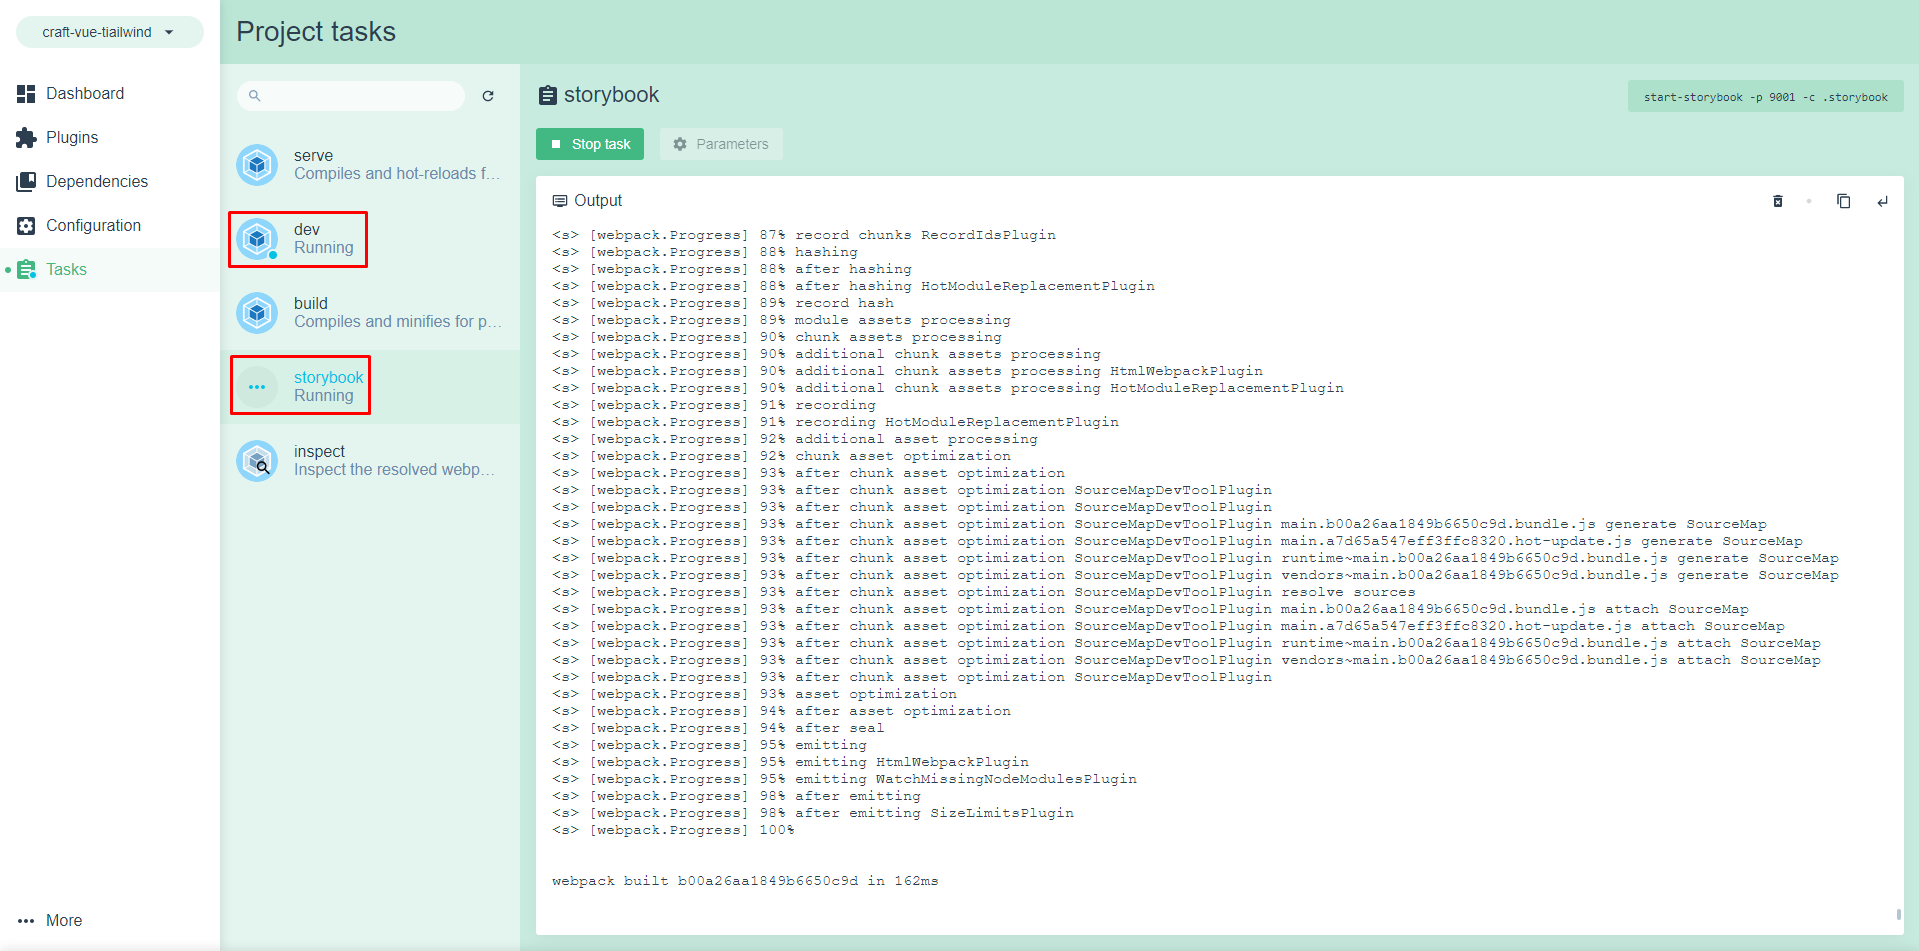 craft-vue-tiailwind
Project tasks
Dashboard
Plugins
Dependencies
Configuration
Tasks
More
serve
Compiles and hot-reloads f...
dev
Running
build
Compiles and minifies for p...
storybook
Running
inspect
Inspect the resolved webp...
storybook
start-storybook -p 9001 -c .storybook
Stop task
Parameters
Output
<s> [webpack.Progress] 87% record chunks RecordIdsPlugin
<s> [webpack.Progress] 88% hashing
<s> [webpack.Progress] 88% after hashing
<s> [webpack.Progress] 88% after hashing HotModuleReplacementPlugin
<s> [webpack.Progress] 89% record hash
<s> [webpack.Progress] 89% module assets processing
<s> [webpack.Progress] 90% chunk assets processing
<s> [webpack.Progress] 90% additional chunk assets processing
<s> [webpack.Progress] 90% additional chunk assets processing HtmlWebpackPlugin
<s> [webpack.Progress] 90% additional chunk assets processing HotModuleReplacementPlugin
<s> [webpack.Progress] 91% recording
<s> [webpack.Progress] 91% recording HotModuleReplacementPlugin
<s> [webpack.Progress] 92% additional asset processing
<s> [webpack.Progress] 92% chunk asset optimization
<s> [webpack.Progress] 93% after chunk asset optimization
<s> [webpack.Progress] 93% after chunk asset optimization SourceMapDevToolPlugin
<s> [webpack.Progress] 93% after chunk asset optimization SourceMapDevToolPlugin
<s> [webpack.Progress] 93% after chunk asset optimization SourceMapDevToolPlugin main.b00a26aa1849b6650c9d.bundle.js generate SourceMap
<s> [webpack.Progress] 93% after chunk asset optimization SourceMapDevToolPlugin main.a7d65a547eff3ffc8320.hot-update.js generate SourceMap
<s> [webpack.Progress] 93% after chunk asset optimization SourceMapDevToolPlugin runtime~main.b00a26aa1849b6650c9d.bundle.js generate SourceMap
<s> [webpack.Progress] 93% after chunk asset optimization SourceMapDevToolPlugin vendors~main.b00a26aa1849b6650c9d.bundle.js generate SourceMap
<s> [webpack.Progress] 93% after chunk asset optimization SourceMapDevToolPlugin resolve sources
<s> [webpack.Progress] 93% after chunk asset optimization SourceMapDevToolPlugin main.b00a26aa1849b6650c9d.bundle.js attach SourceMap
<s> [webpack.Progress] 93% after chunk asset optimization SourceMapDevToolPlugin main.a7d65a547eff3ffc8320.hot-update.js attach SourceMap
<s> [webpack.Progress] 93% after chunk asset optimization SourceMapDevToolPlugin runtime~main.b00a26aa1849b6650c9d.bundle.js attach SourceMap
<s> [webpack.Progress] 93% after chunk asset optimization SourceMapDevToolPlugin vendors~main.b00a26aa1849b6650c9d.bundle.js attach SourceMap
<s> [webpack.Progress] 93% after chunk asset optimization SourceMapDevToolPlugin
<s> [webpack.Progress] 93% asset optimization
<s> [webpack.Progress] 94% after asset optimization
<s> [webpack.Progress] 94% after seal
<s> [webpack.Progress] 95% emitting
<s> [webpack.Progress] 95% emitting HtmlWebpackPlugin
<s> [webpack.Progress] 95% emitting WatchMissingNodeModulesPlugin
<s> [webpack.Progress] 98% after emitting
<s> [webpack.Progress] 98% after emitting SizeLimitsPlugin
<s> [webpack.Progress] 100%
webpack built b00a26aa1849b6650c9d in 162ms